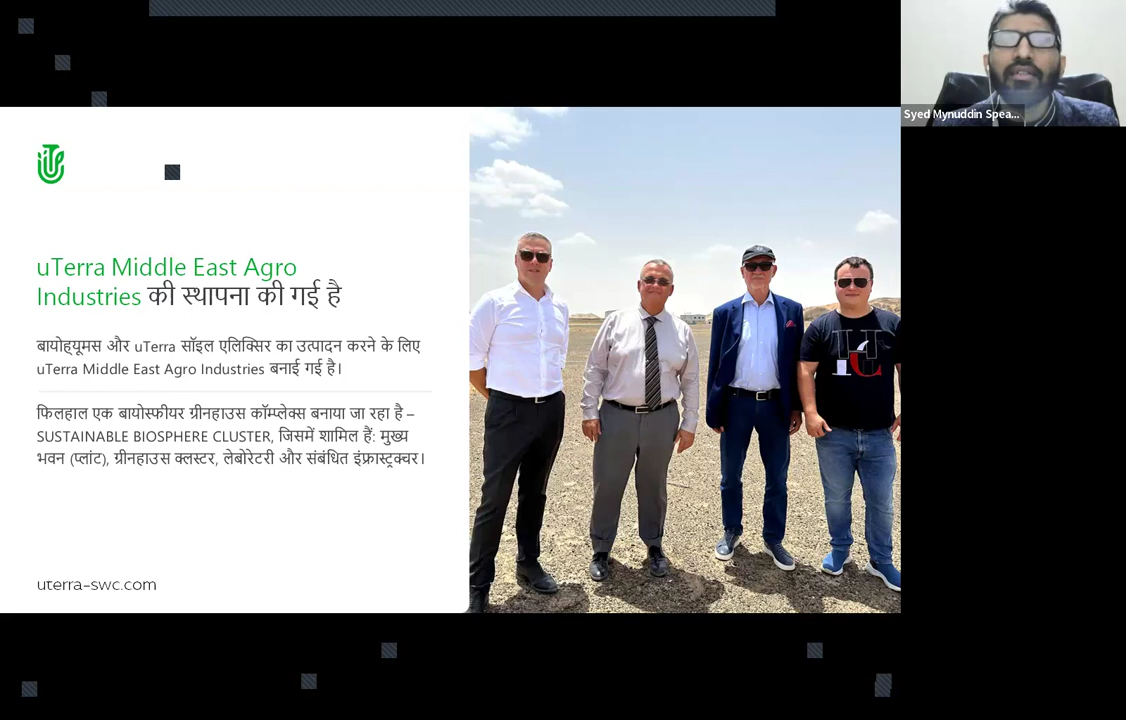 Syed Mynuddin Spea...
uTerra Middle East Agro
Industries की स्थापना की गई है
बायोह्यूमस और uTerra सॉइल एलिक्सिर का उत्पादन करने के लिए
uTerra Middle East Agro Industries बनाई गई है।
फिलहाल एक बायोस्फीयर ग्रीनहाउस कॉम्प्लेक्स बनाया जा रहा है –
SUSTAINABLE BIOSPHERE CLUSTER, जिसमें शामिल हैं: मुख्य
भवन (प्लांट), ग्रीनहाउस क्लस्टर, लेबोरेटरी और संबंधित इंफ्रास्ट्रक्चर।
uterra-swc.com